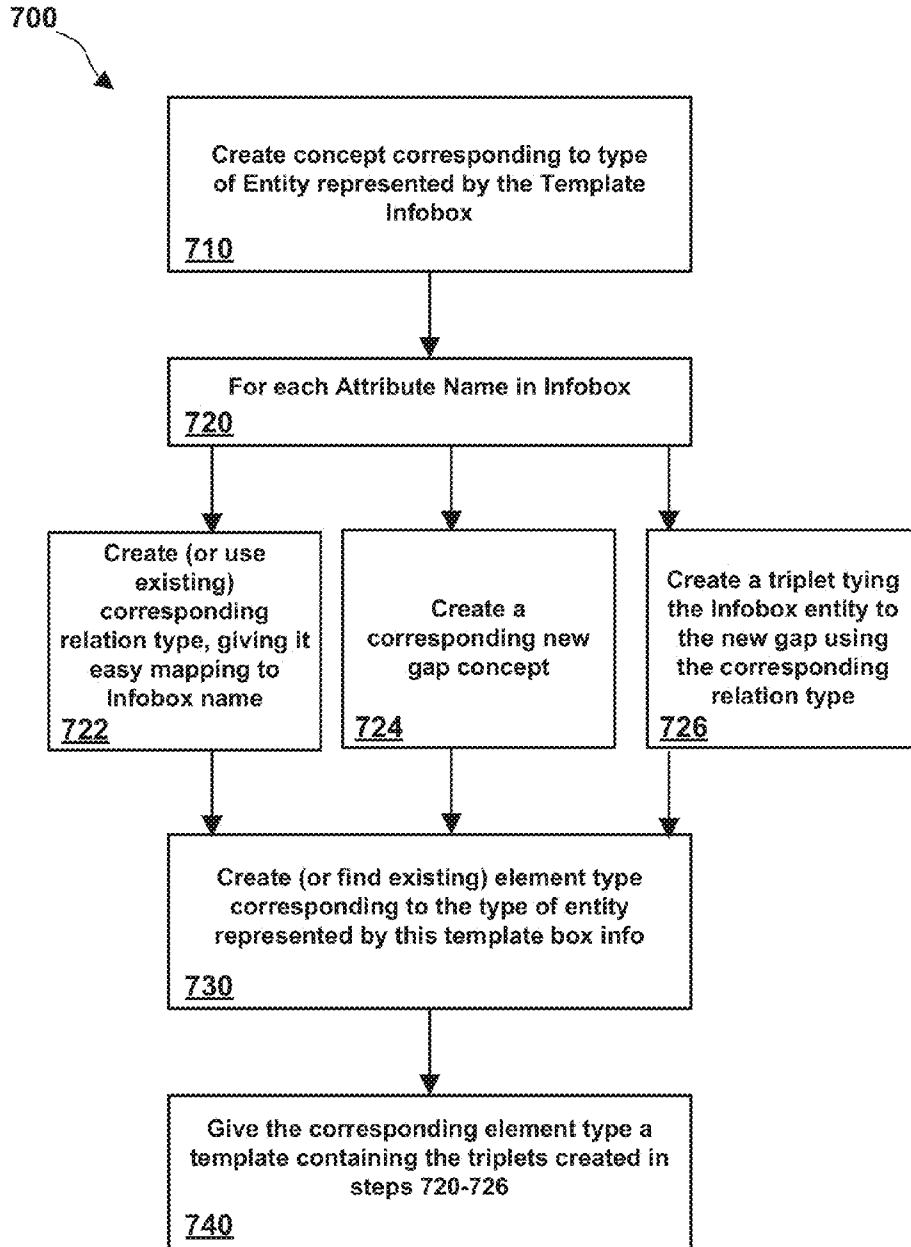 700
Create concept corresponding to type
of Entity represented by the Template
Infobox
710
For each Attribute Name in Infobox
720
Create (or use
existing)
corresponding
relation type, giving it
easy mapping to
Infobox name
722
Create a
corresponding new
gap concept
724
Create a triplet tying
the Infobox entity to
the new gap using
the corresponding
relation type
726
Create (or find existing) element type
corresponding to the type of entity
represented by this template box info
730
Give the corresponding element type a
template containing the triplets created in
steps 720-726
740